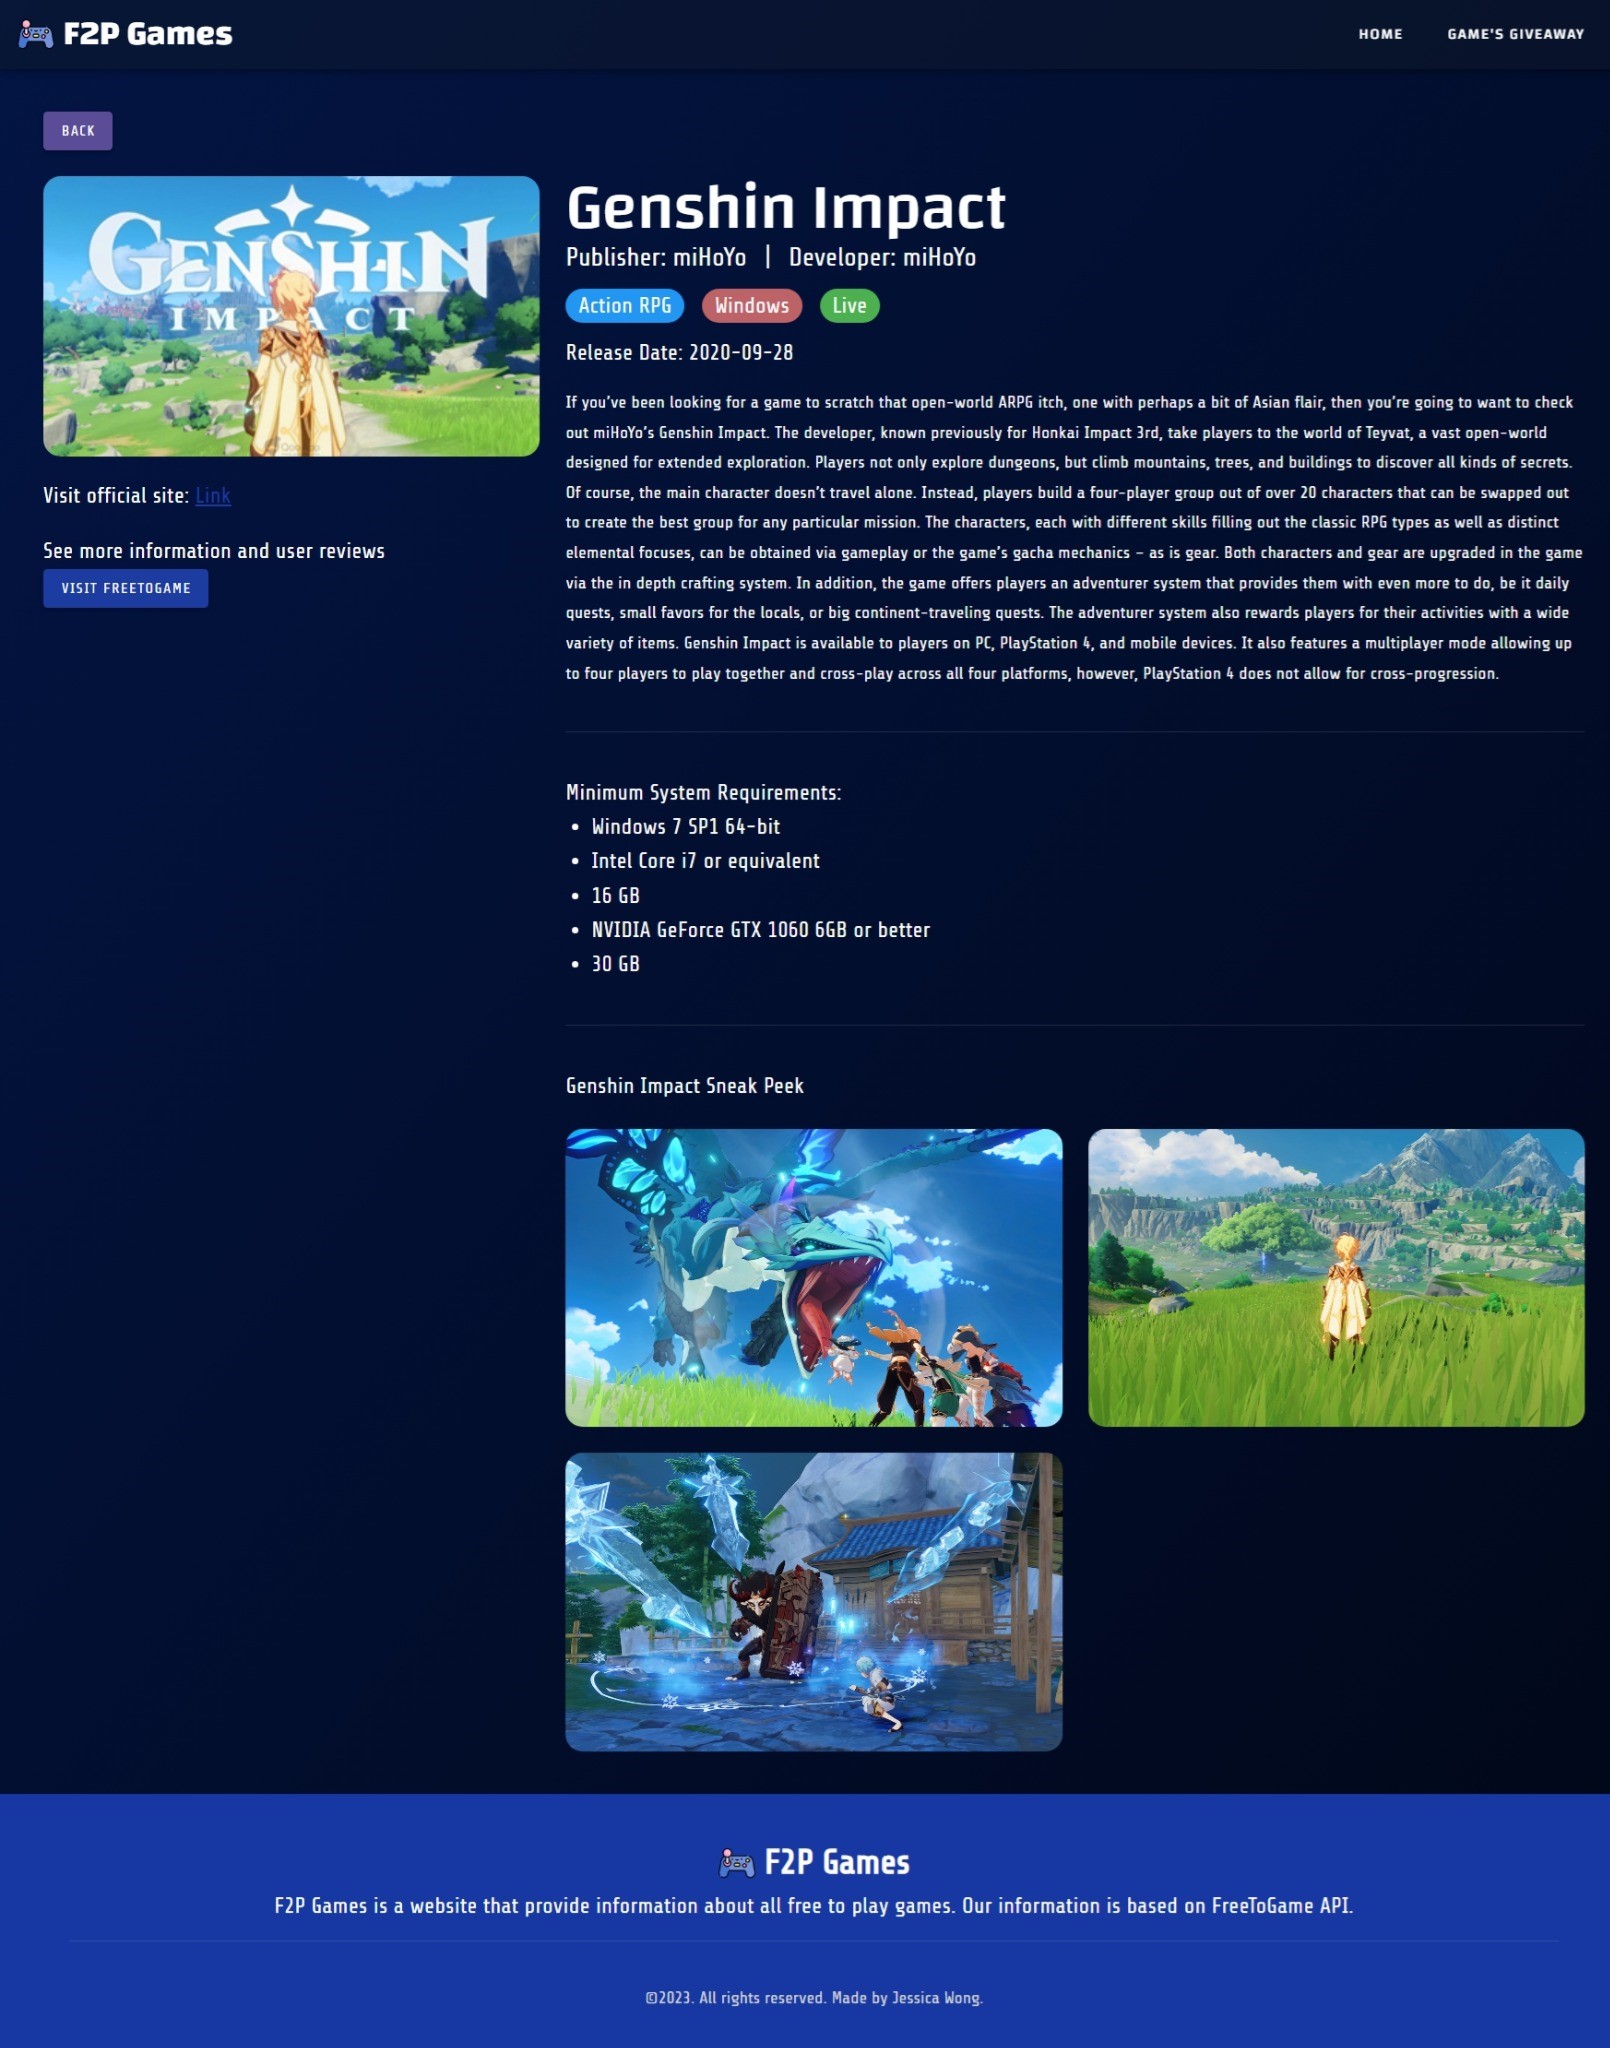 F2P Games
HOME
GAME'S GIVEAWAY
BACK
GENSHIN
IMPACT
Visit official site: Link
See more information and user reviews
VISIT FREETOGAME
Genshin Impact
Publisher: miHoYo | Developer: miHoYo
Action RPG
Windows
Live
Release Date: 2020-09-28
If you’ve been looking for a game to scratch that open-world ARPG itch, one with perhaps a bit of Asian flair, then you’re going to want to check
out miHoYo’s Genshin Impact. The developer, known previously for Honkai Impact 3rd, take players to the world of Teyvat, a vast open-world
designed for extended exploration. Players not only explore dungeons, but climb mountains, trees, and buildings to discover all kinds of secrets.
Of course, the main character doesn’t travel alone. Instead, players build a four-player group out of over 20 characters that can be swapped out
to create the best group for any particular mission. The characters, each with different skills filling out the classic RPG types as well as distinct
elemental focuses, can be obtained via gameplay or the game’s gacha mechanics – as is gear. Both characters and gear are upgraded in the game
via the in depth crafting system. In addition, the game offers players an adventurer system that provides them with even more to do, be it daily
quests, small favors for the locals, or big continent-traveling quests. The adventurer system also rewards players for their activities with a wide
variety of items. Genshin Impact is available to players on PC, PlayStation 4, and mobile devices. It also features a multiplayer mode allowing up
to four players to play together and cross-play across all four platforms, however, PlayStation 4 does not allow for cross-progression.
Minimum System Requirements:
• Windows 7 SP1 64-bit
• Intel Core i7 or equivalent
• 16 GB
• NVIDIA GeForce GTX 1060 6GB or better
• 30 GB
Genshin Impact Sneak Peek
F2P Games
F2P Games is a website that provide information about all free to play games. Our information is based on FreeToGame API.
©2023. All rights reserved. Made by Jessica Wong.